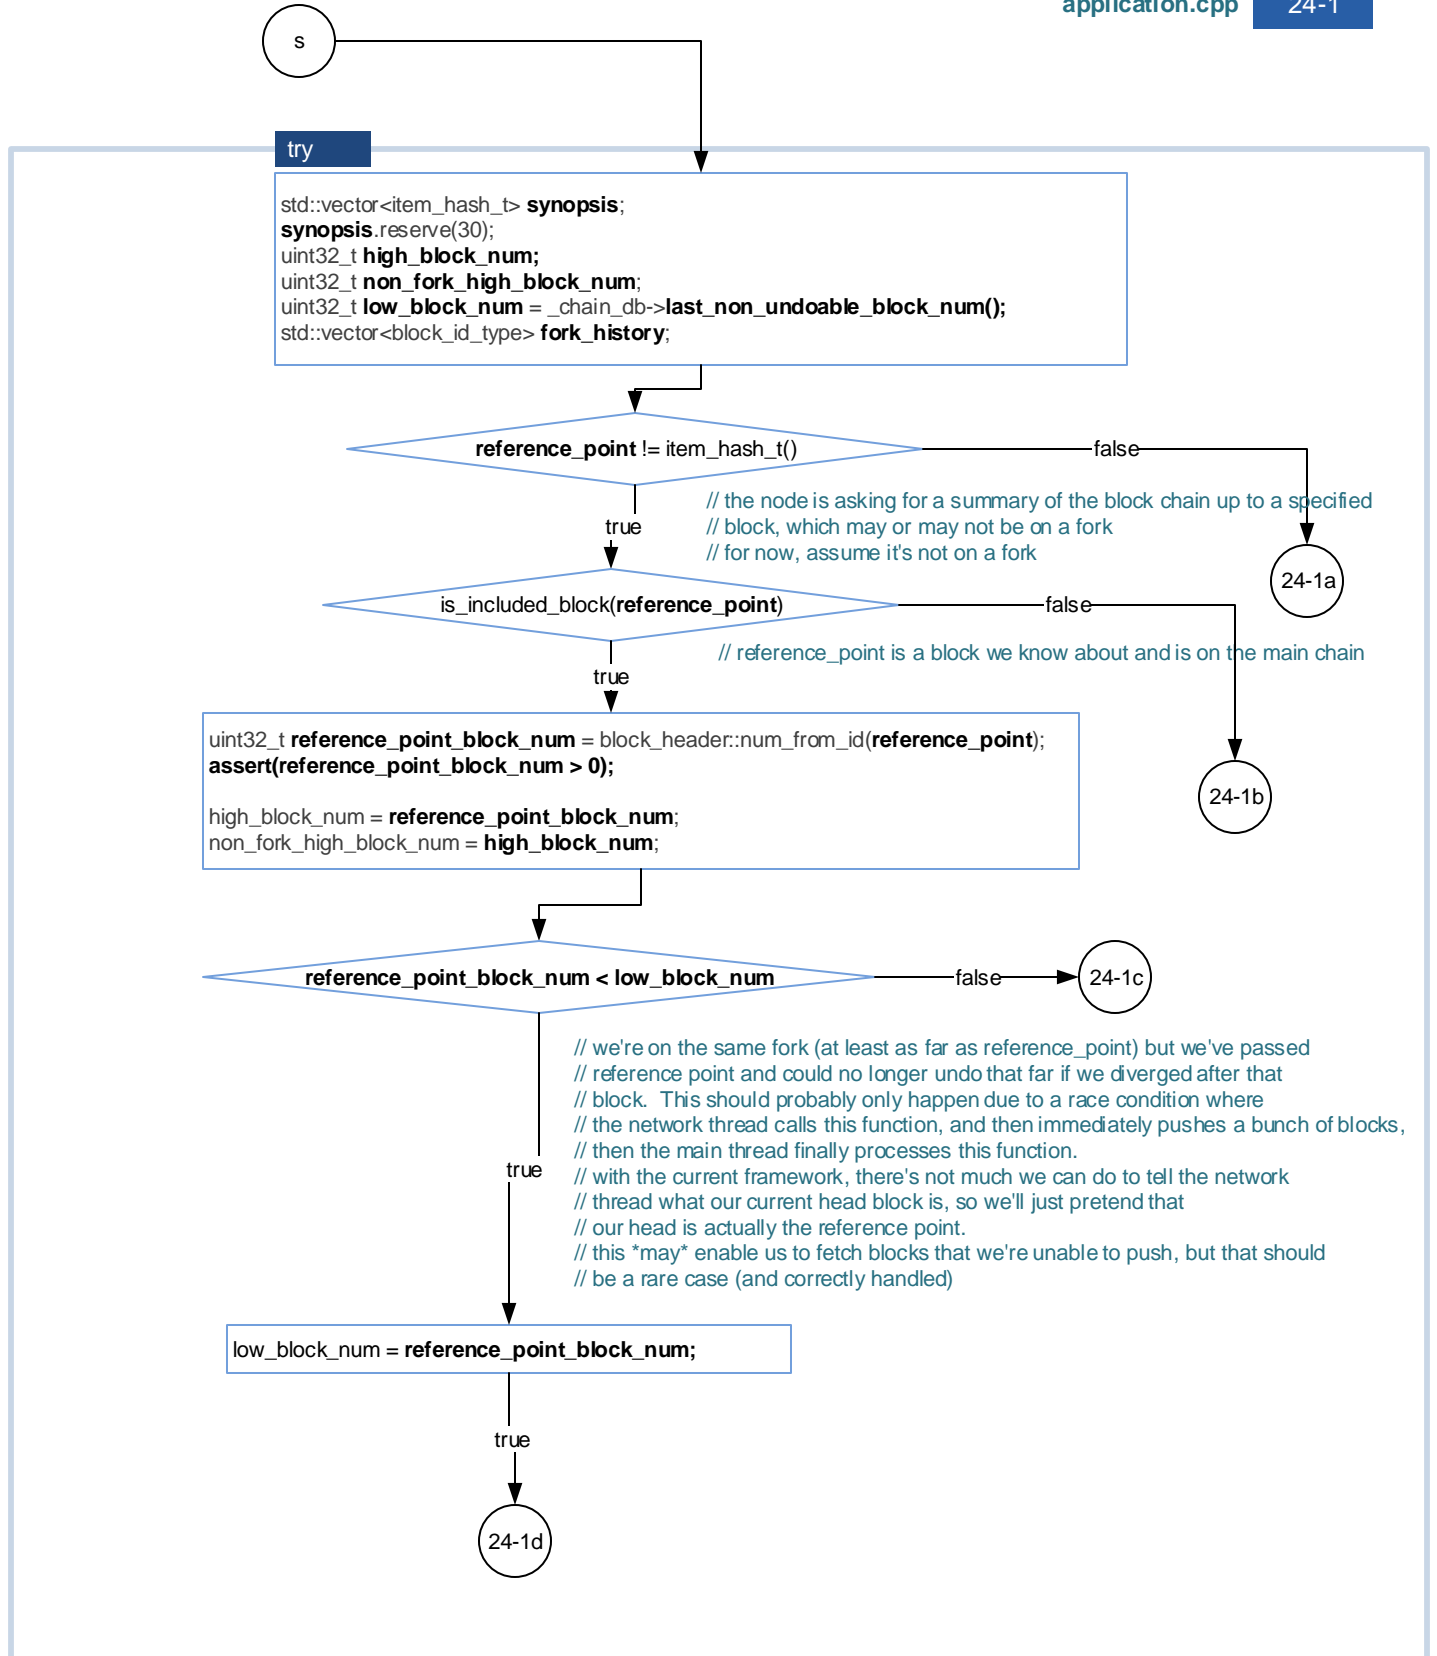 application.cpp 24-1
s
try
std::vector<item_hash_t> synopsis;
synopsis.reserve(30);
uint32_t high_block_num;
uint32_t non_fork_high_block_num;
uint32_t low_block_num = _chain_db->last_non_undoable_block_num();
std::vector<block_id_type> fork_history;
reference_point != item_hash_t()
false
// the node is asking for a summary of the block chain up to a specified
// block, which may or may not be on a fork
// for now, assume it's not on a fork
true
24-1a
is_included_block(reference_point)
false
// reference_point is a block we know about and is on the main chain
true
uint32_t reference_point_block_num = block_header::num_from_id(reference_point);
assert(reference_point_block_num > 0);
high_block_num = reference_point_block_num;
non_fork_high_block_num = high_block_num;
24-1b
reference_point_block_num < low_block_num
false
24-1c
// we're on the same fork (at least as far as reference_point) but we've passed
// reference point and could no longer undo that far if we diverged after that
// block.  This should probably only happen due to a race condition where
// the network thread calls this function, and then immediately pushes a bunch of blocks,
// then the main thread finally processes this function.
// with the current framework, there's not much we can do to tell the network
// thread what our current head block is, so we'll just pretend that
// our head is actually the reference point.
// this *may* enable us to fetch blocks that we're unable to push, but that should
// be a rare case (and correctly handled)
true
low_block_num = reference_point_block_num;
true
24-1d